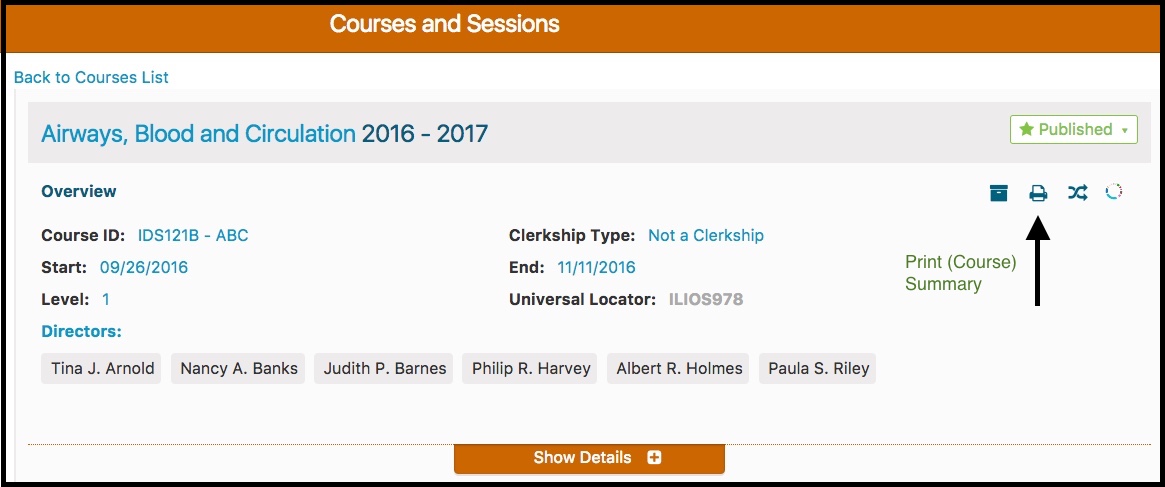 Courses and Sessions
Back to Courses List
Airways, Blood and Circulation 2016 - 2017
Published
Overview
Course ID: IDS121B - ABC
Clerkship Type: Not a Clerkship
Start: 09/26/2016
End: 11/11/2016
Print (Course)
Summary
Level: 1
Universal Locator: ILIOS978
Directors:
Tina J. Arnold Nancy A. Banks Judith P. Barnes Philip R. Harvey Albert R. Holmes Paula S. Riley
Show Details